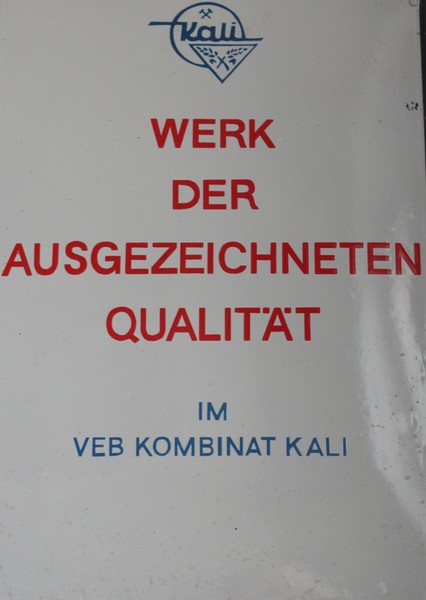 Kali
WERK
DER
AUSGEZEICHNETEN
QUALITÄT
IM
VEB KOMBINAT KALI